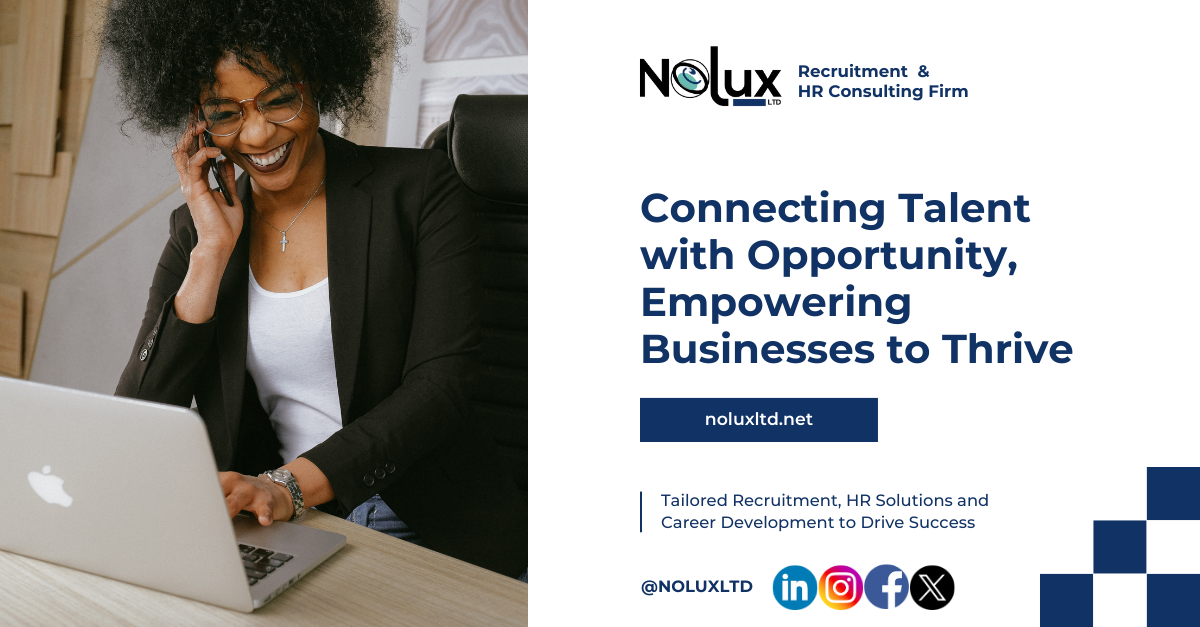 Nolux
LTD
Recruitment &
HR Consulting Firm
Connecting Talent
with Opportunity,
Empowering
Businesses to Thrive
noluxltd.net
Tailored Recruitment, HR Solutions and
Career Development to Drive Success
@NOLUXLTD
in
f
X